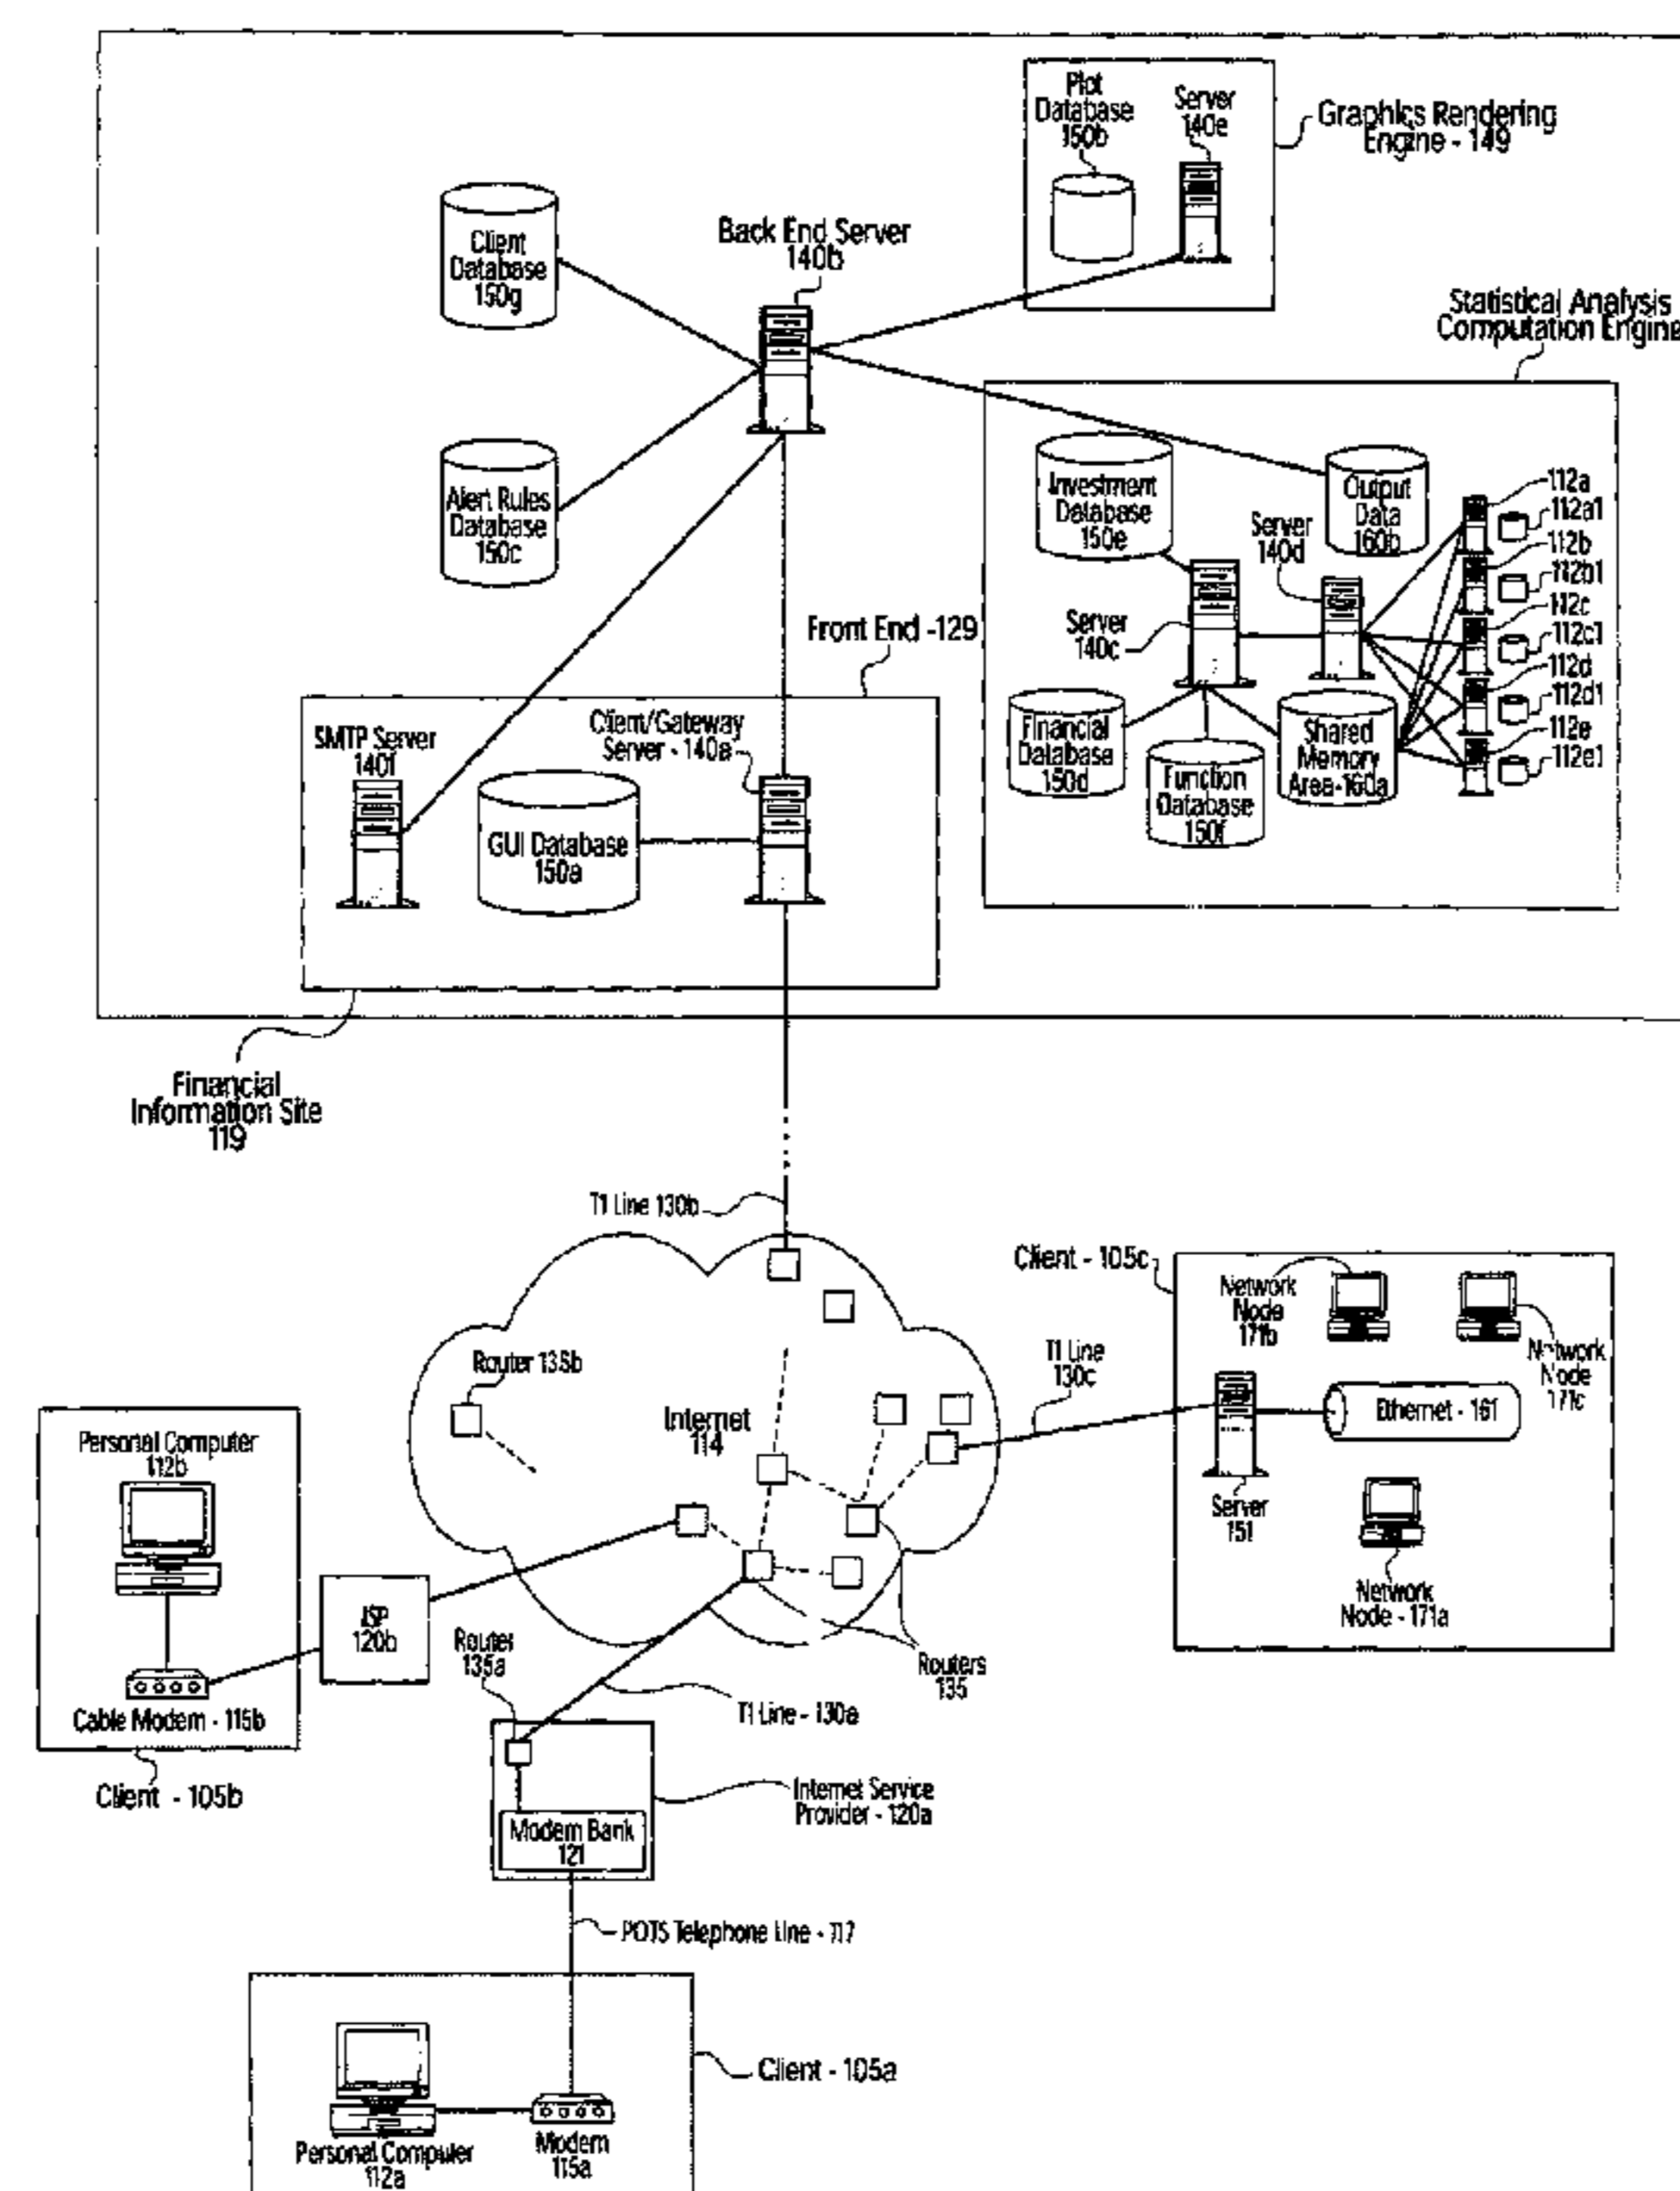 Plot
Database
150b
Server
140e
Graphics Rendering
Engine - 149
Client
Database
150g
Back End Server
140b
Statistical Analysis
Computation Engine
Alert Rules
Database
150c
Investment
Database
150e
Output
Data
160b
Server
140d
Server
140c
112a
112a1
112b
112b1
112c
112c1
112d
112d1
112e
112e1
Financial
Database
150d
Function
Database
150f
Shared
Memory
Area-160a
Front End -129
SMTP Server
140f
Client/Gateway
Server - 140a
GUI Database
150a
Financial
Information Site
119
T1 Line 130b
Client - 105c
Network
Node
171b
Network
Node
171c
Router 135b
Internet
114
T1 Line
130c
Ethernet - 161
Server
151
Network
Node - 171a
Personal Computer
112b
Cable Modem - 115b
Client - 105b
ISP
120b
Router
135a
Routers
135
T1 Line - 130a
Internet Service
Provider - 120a
Modem Bank
121
POTS Telephone Line - 117
Client - 105a
Personal Computer
112a
Modem
115a